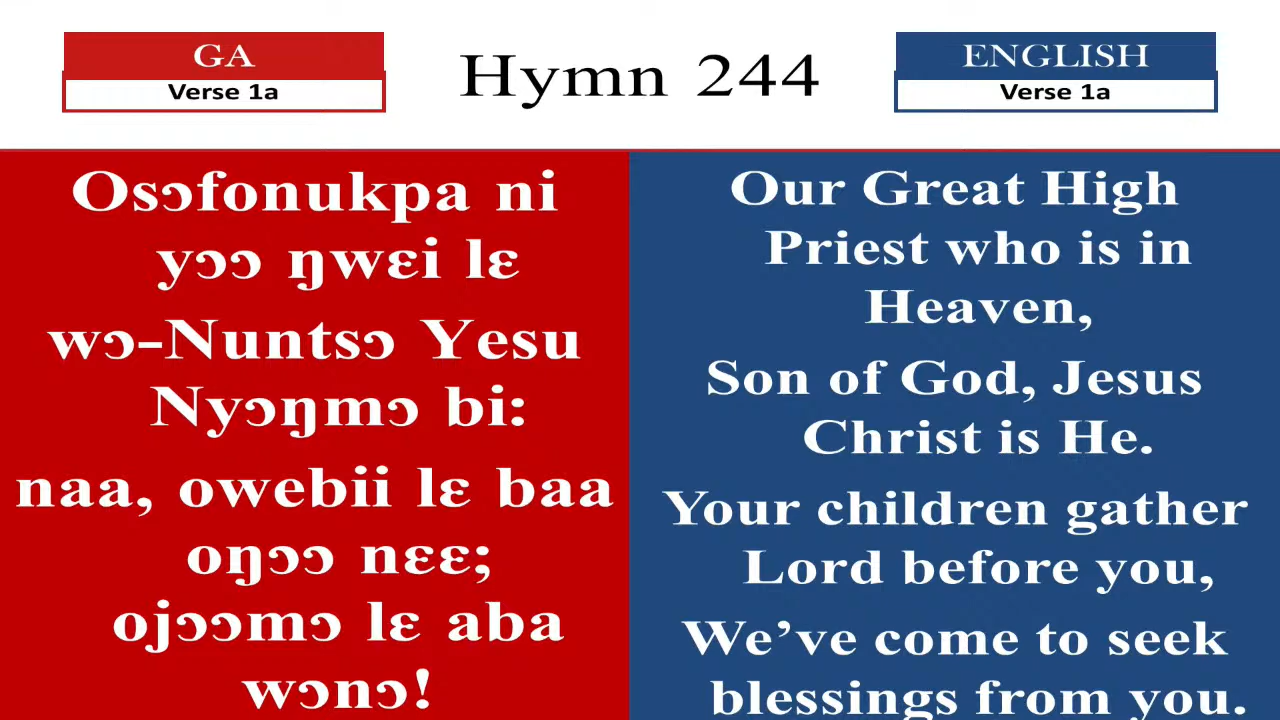 GA
Verse 1a
Hymn 244
ENGLISH
Verse 1a
Osɔfonukpa ni
yɔɔ ŋwɛi lɛ
wɔ-Nuntsɔ Yesu
Nyɔŋmɔ bi:
naa, owebii lɛ baa
oŋɔɔ nɛɛ;
ojɔɔmɔ lɛ aba
wɔnɔ!
Our Great High
Priest who is in
Heaven,
Son of God, Jesus
Christ is He.
Your children gather
Lord before you,
We’ve come to seek
blessings from you.